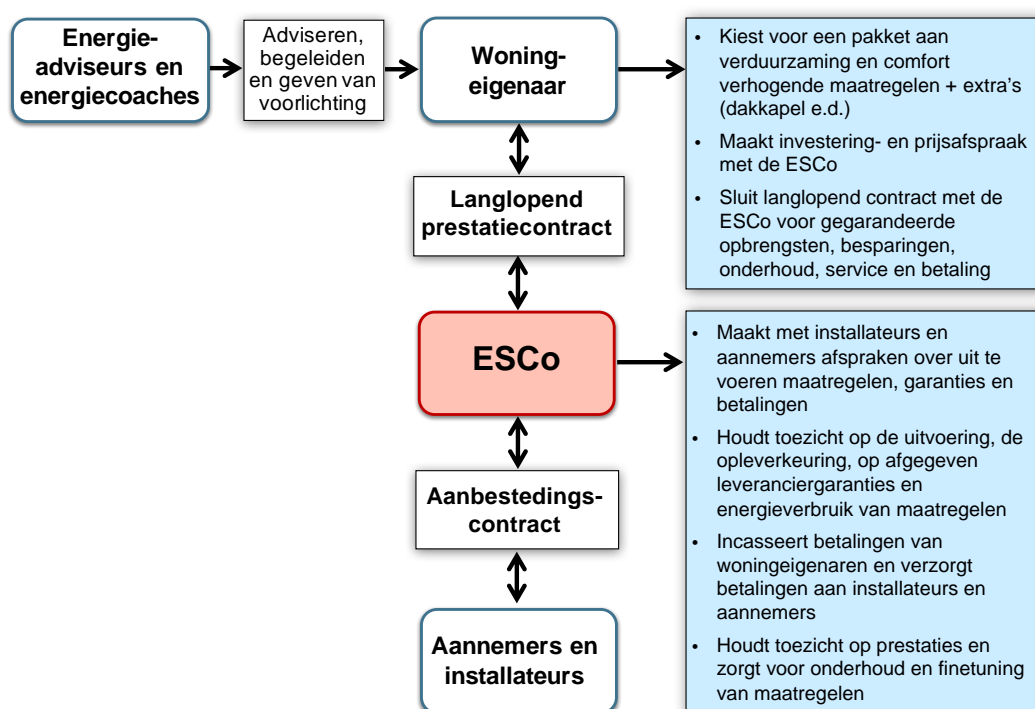 Energie-
adviseurs en
energiecoaches
Adviseren,
begeleiden
en geven van
voorlichting
Woning-
eigenaar
• Kiest voor een pakket aan
verduurzaming en comfort
verhogende maatregelen + extra’s
(dakkapel e.d.)
• Maakt investering- en prijsafspraak
met de ESCo
• Sluit langlopend contract met de
ESCo voor gegarandeerde
opbrengsten, besparingen,
onderhoud, service en betaling
Langlopend
prestatiecontract
ESCo
• Maakt met installateurs en
aannemers afspraken over uit te
voeren maatregelen, garanties en
betalingen
• Houdt toezicht op de uitvoering, de
opleverkeuring, op afgegeven
leveranciergaranties en
energieverbruik van maatregelen
• Incasseert betalingen van
woningeigenaren en verzorgt
betalingen aan installateurs en
aannemers
• Houdt toezicht op prestaties en
zorgt voor onderhoud en finetuning
van maatregelen
Aanbestedings-
contract
Aannemers en
installateurs